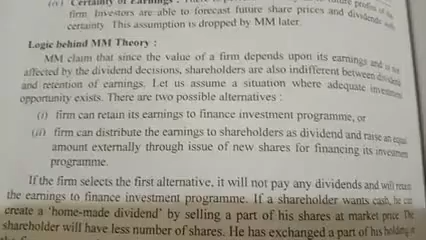 (iv) Certainty of Earnings :
firm. Investors are able to forecast future share prices and dividends with
certainty. This assumption is dropped by MM later.
Logic behind MM Theory :
MM claim that since the value of a firm depends upon its earnings and is not
affected by the dividend decisions, shareholders are also indifferent between dividend
and retention of earnings. Let us assume a situation where adequate investment
opportunity exists. There are two possible alternatives :
(i) firm can retain its earnings to finance investment programme, or
(ii) firm can distribute the earnings to shareholders as dividend and raise an equal
amount externally through issue of new shares for financing its investment
programme.
If the firm selects the first alternative, it will not pay any dividends and will retain
the earnings to finance investment programme. If a shareholder wants cash, he can
create a 'home-made dividend' by selling a part of his shares at market price. The
shareholder will have less number of shares. He has exchanged a part of his holding